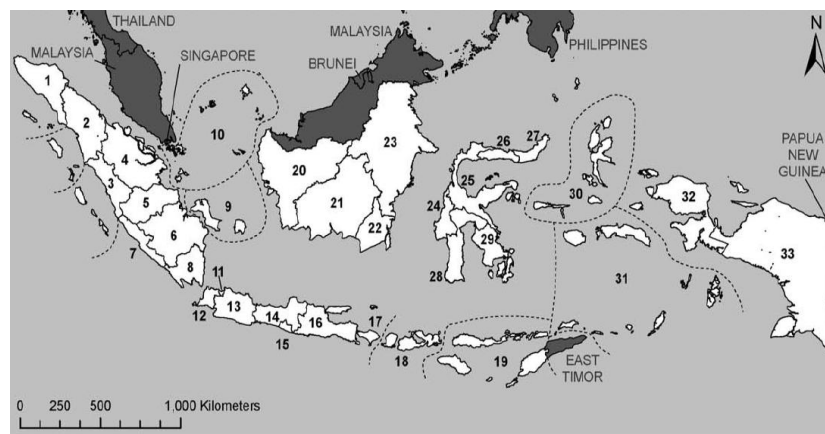 THAILAND
MALAYSIA
SINGAPORE
MALAYSIA
BRUNEI
PHILIPPINES
N
PAPUA
NEW
GUINEA
1
2
3
4
5
6
7
8
9
10
11
12
13
14
15
16
17
18
19
20
21
22
23
24
25
26
27
28
29
30
31
32
33
EAST
TIMOR
0 250 500 1,000 Kilometers